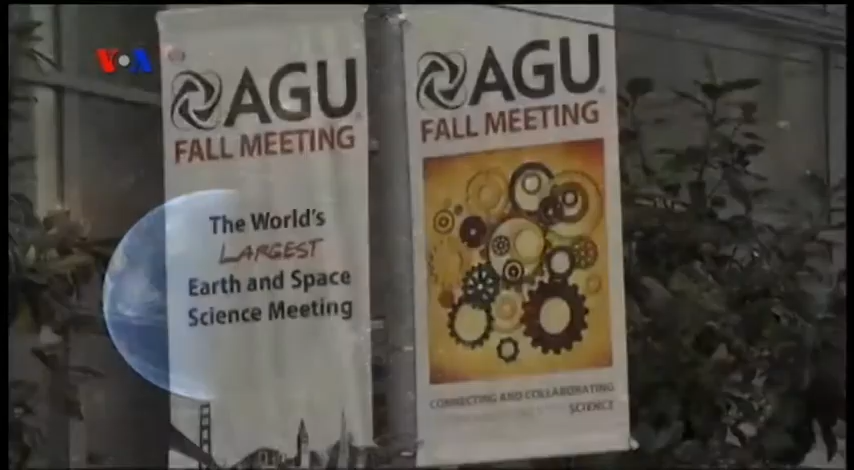 VOA
AGU
FALL MEETING
The World's
LARGEST
Earth and Space
Science Meeting
AGU
FALL MEETING
CONNECTING AND COLLABORATING
SCIENCE